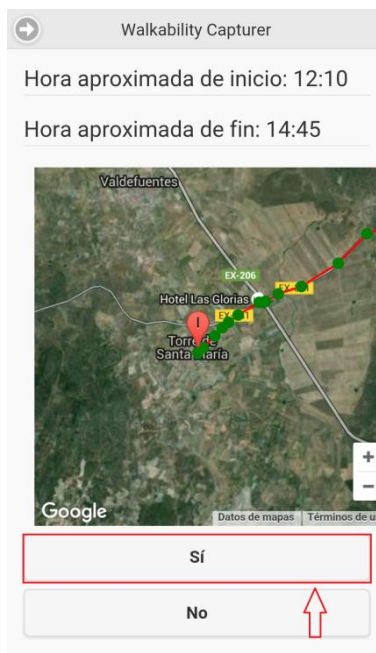 Walkability Capturer
Hora aproximada de inicio: 12:10
Hora aproximada de fin: 14:45
Valdefuentes
EX-206
Hotel Las Glorias
I
Torre de
Santa María
+
−
Google
Datos de mapas
Términos de u
Sí
No